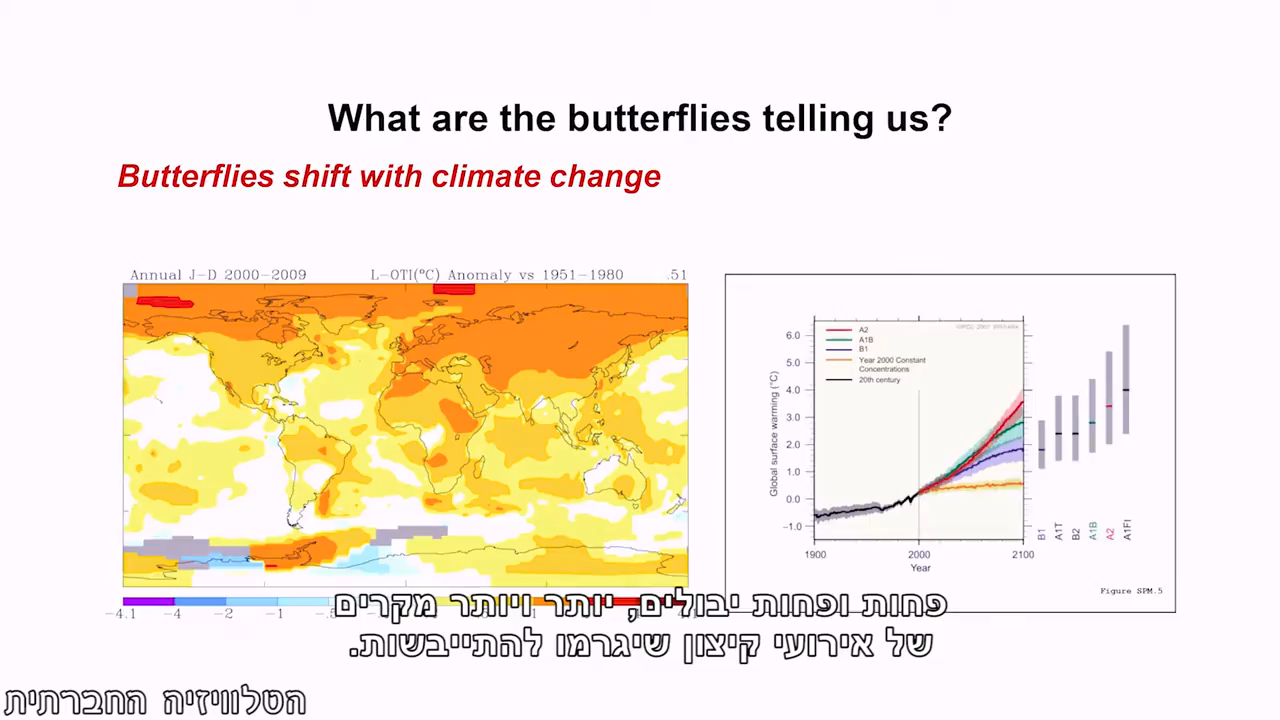 What are the butterflies telling us?
Butterflies shift with climate change
Annual J-D 2000-2009 L-OTI(°C) Anomaly vs 1951-1980 .51
-4.1 -4 -2 -1
6.0
5.0
4.0
3.0
2.0
1.0
0.0
-1.0
Global surface warming (°C)
A2
A1B
B1
Year 2000 Constant
Concentrations
20th century
1900 2000 2100
Year
B1 A1T B2 A1B A2 A1FI
Figure SPM.5
פחות ופחות יבולים, יותר ויותר מקרים
של אירועי קיצון שיגרמו להתייבשות.
הטלוויזיה החברתית